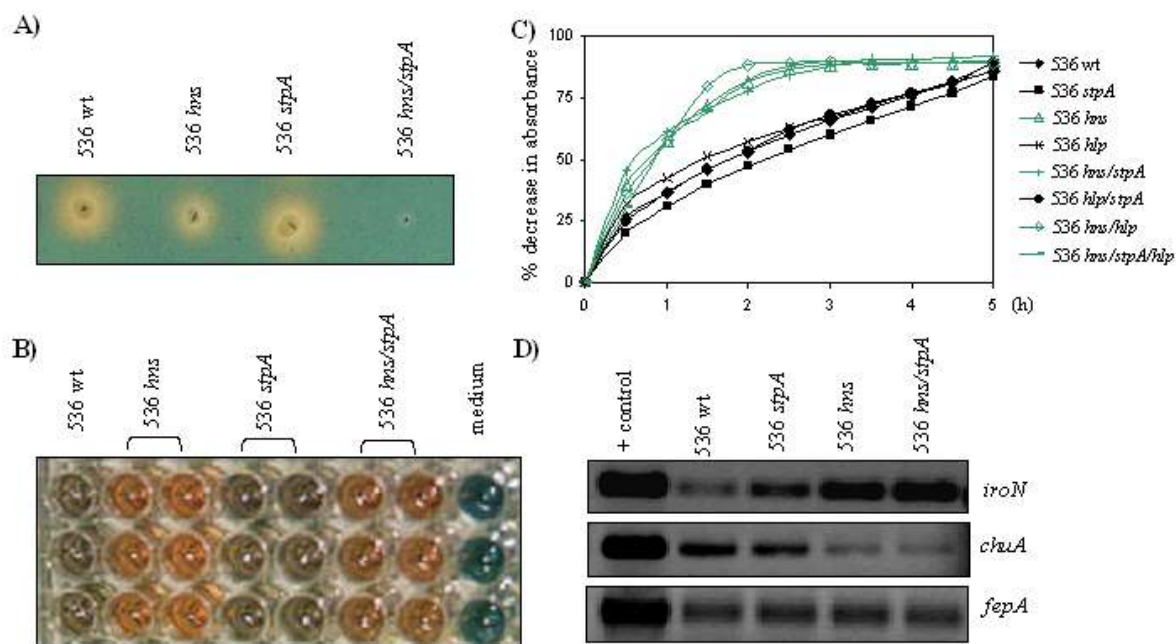 A)
536 wt
536 hns
536 stpA
536 hns/stpA
B)
536 wt
536 hns
536 stpA
536 hns/stpA
medium
C)
% decrease in absorbance
100
75
50
25
0
0 1 2 3 4 5 (h)
536 wt
536 stpA
536 hns
536 hlp
536 hns/stpA
536 hlp/stpA
536 hns/hlp
536 hns/stpA/hlp
D)
+ control
536 wt
536 stpA
536 hns
536 hns/stpA
iroN
chuA
fepA